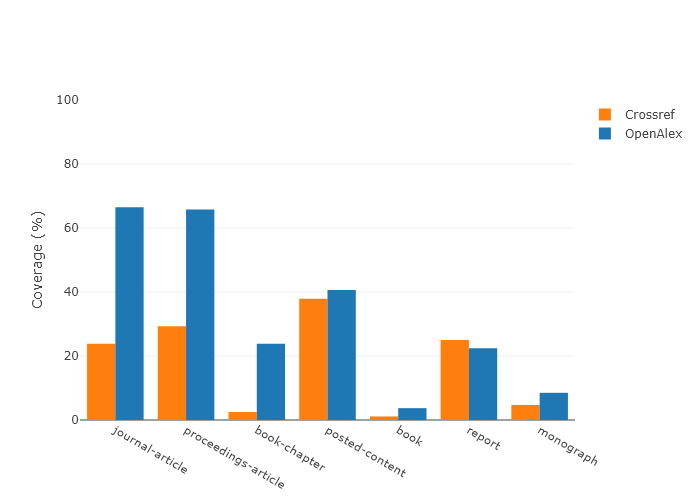 100
80
60
40
20
0
Coverage (%)
journal-article
proceedings-article
book-chapter
posted-content
book
report
monograph
Crossref
OpenAlex